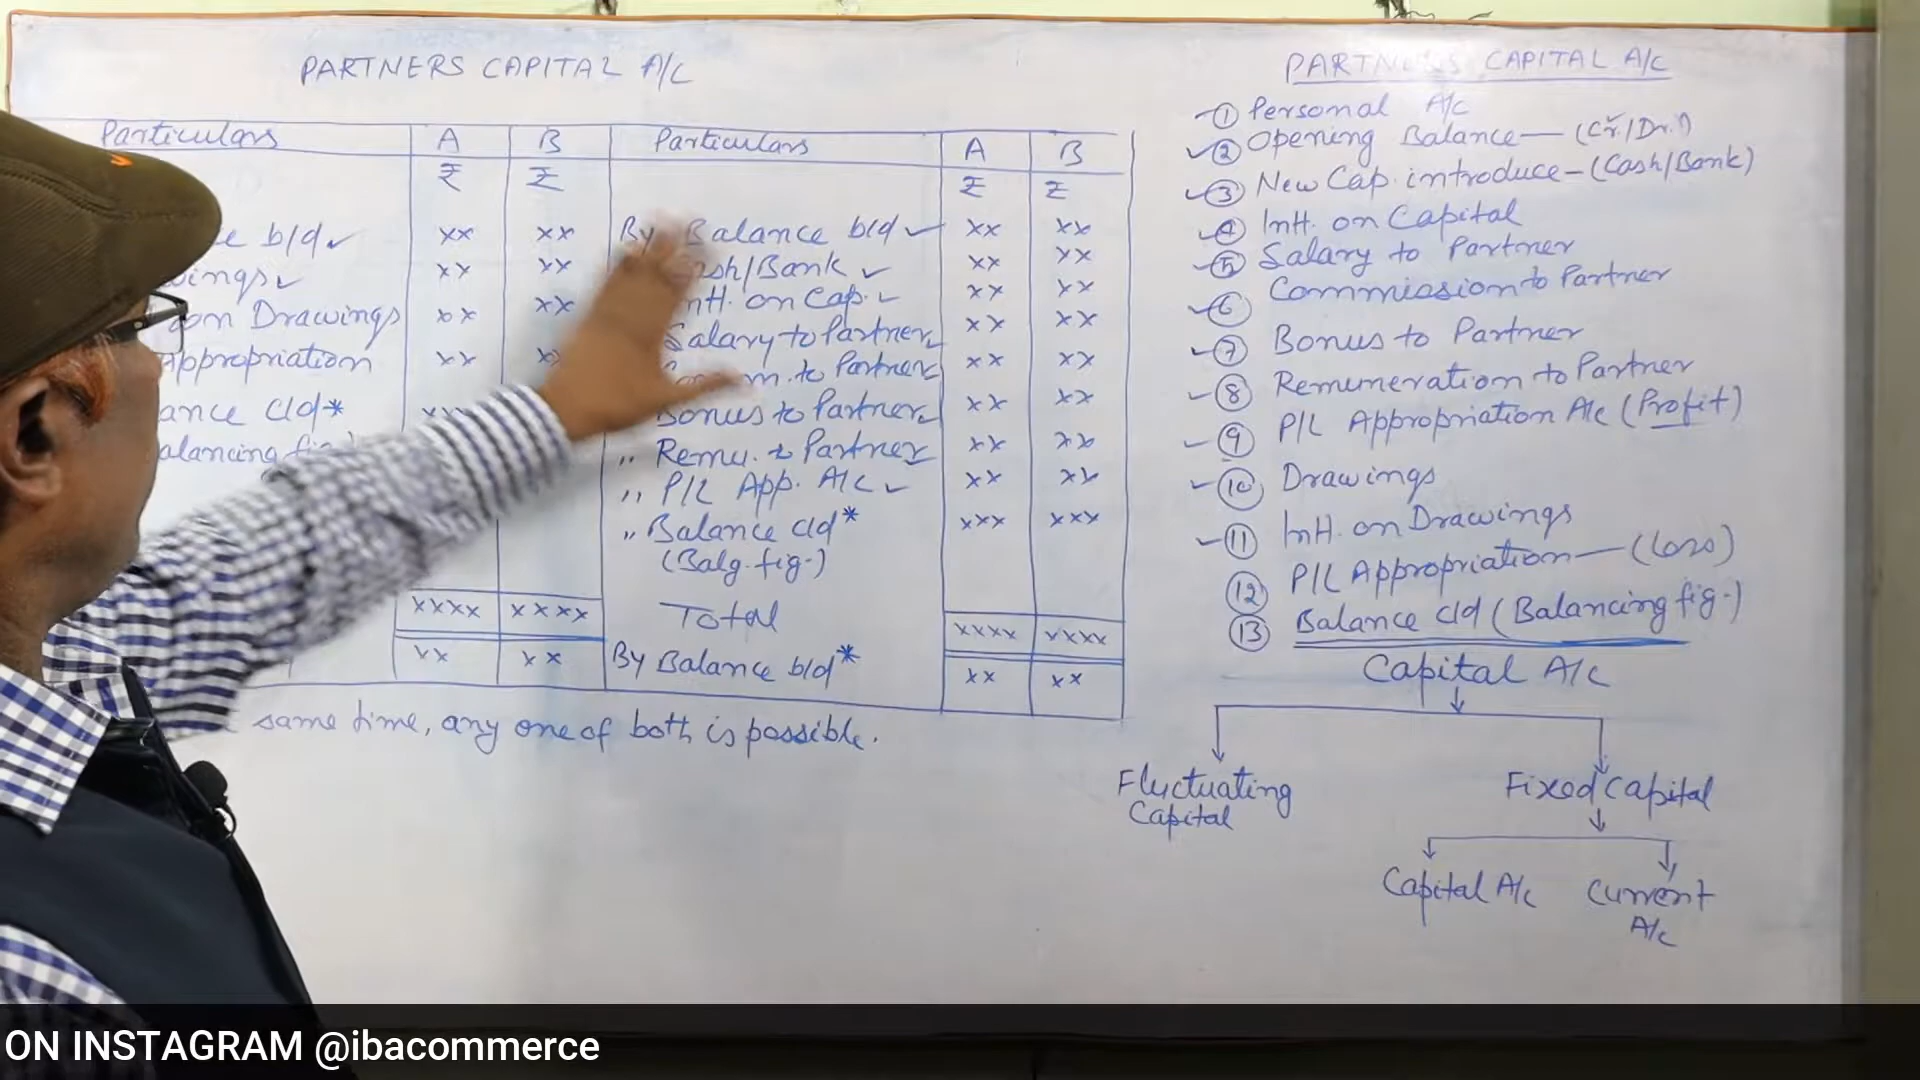 PARTNERS CAPITAL A/C
Particulars A B Particulars A B
₹ ₹ ₹ ₹
b/d ✓ xx xx By Balance b/d ✓ xx xx
xx xx Cash/Bank ✓ xx xx
on Drawings xx xx Intt. on Cap. ✓ xx xx
Salary to Partner xx xx
Appropriation xx to Partner xx xx
c/d* Bonus to Partner xx xx
,, Remu. to Partner xx xx
,, P/L App. A/c ✓ xx xx
,, Balance c/d* xxx xxx
(Balg. fig.)
xxxx xxxx Total xxxx xxxx
xx xx By Balance b/d* xx xx
same time, any one of both is possible.
PARTNERS CAPITAL A/C
① Personal A/c
✓② Opening Balance — (Cr./Dr.)
✓③ New Cap. introduce - (Cash/Bank)
✓④ Intt. on Capital
✓⑤ Salary to Partner
✓⑥ Commission to Partner
✓⑦ Bonus to Partner
✓⑧ Remuneration to Partner
✓⑨ P/L Appropriation A/c (Profit)
✓⑩ Drawings
✓⑪ Intt. on Drawings
⑫ P/L Appropriation — (Loss)
⑬ Balance c/d (Balancing fig.)
Capital A/c
Fluctuating Capital
Fixed Capital
Capital A/c
Current A/c
ON INSTAGRAM @ibacommerce